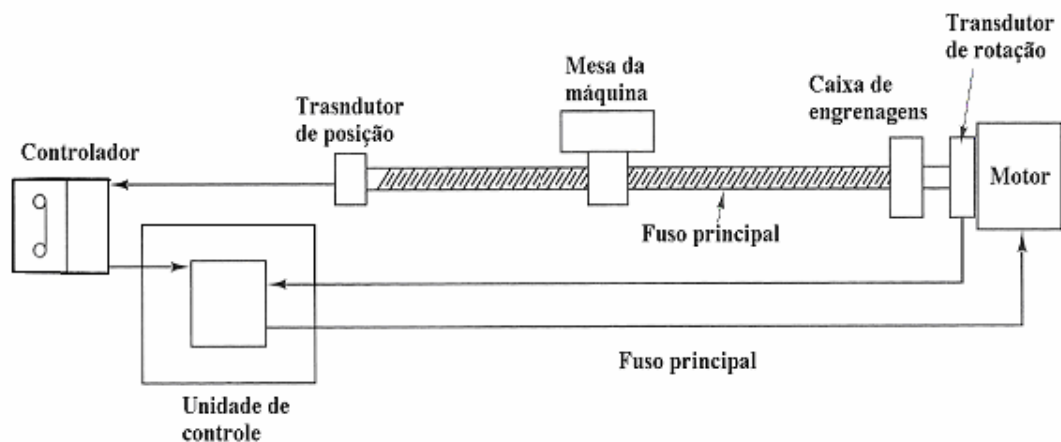 Transdutor
de rotação
Mesa da
máquina
Caixa de
engrenagens
Trasndutor
de posição
Controlador
Motor
Fuso principal
Fuso principal
Unidade de
controle